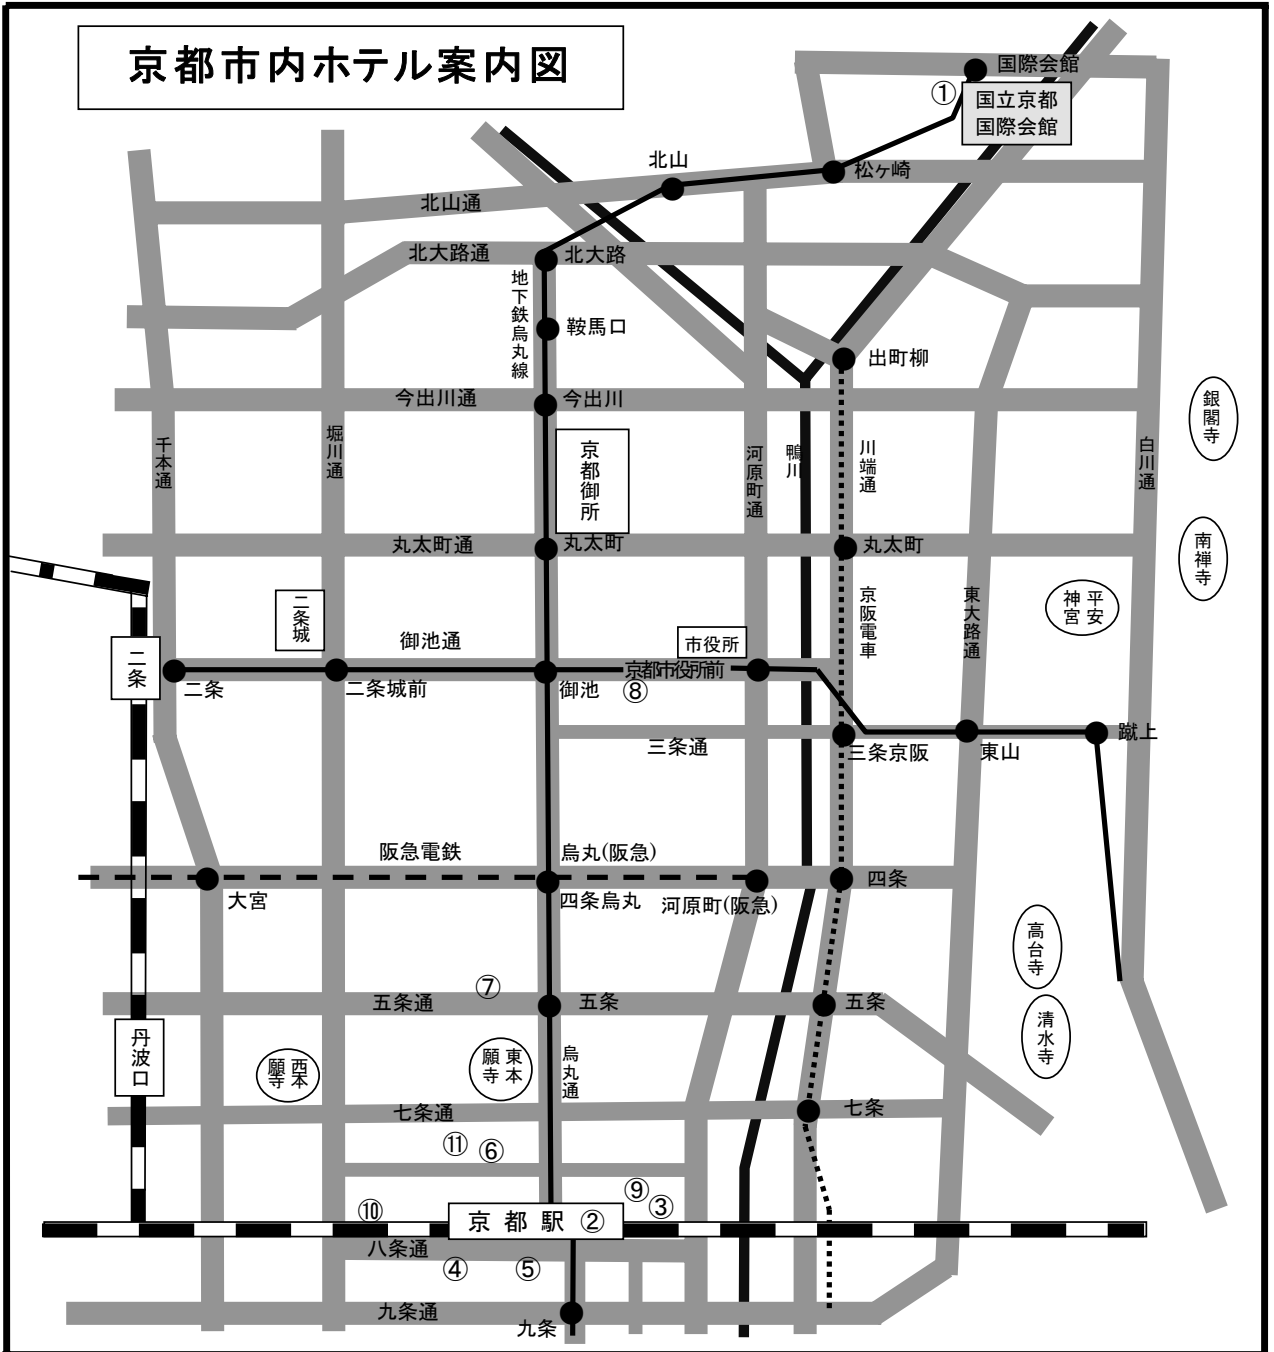 京都市内ホテル案内図
国際会館
①
国立京都
国際会館
北山
松ヶ崎
北山通
北大路通
北大路
地下鉄烏丸線
鞍馬口
出町柳
今出川通
今出川
千本通
堀川通
京都御所
河原町通
鴨川
川端通
白川通
銀閣寺
丸太町通
丸太町
丸太町
南禅寺
二条城
京阪電車
東大路通
平安
神宮
御池通
市役所
二条
二条
二条城前
御池
京都市役所前
⑧
三条通
三条京阪
東山
蹴上
阪急電鉄
烏丸(阪急)
大宮
四条烏丸
河原町(阪急)
四条
高台寺
⑦
五条通
五条
五条
清水寺
丹波口
西本
願寺
東本
願寺
烏丸通
七条通
七条
⑪
⑥
⑨
③
⑩
京都駅②
八条通
④
⑤
九条通
九条